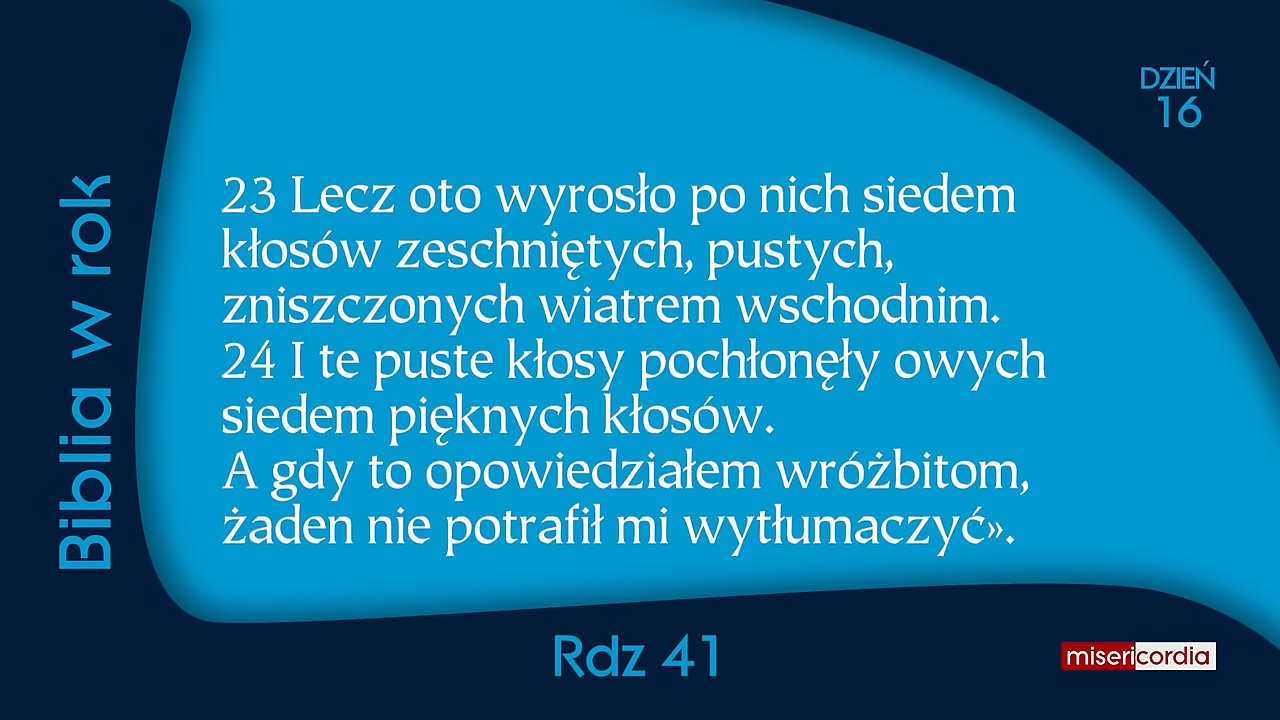 DZIEŃ
16
Biblia w rok
23 Lecz oto wyrosło po nich siedem
kłosów zeschniętych, pustych,
zniszczonych wiatrem wschodnim.
24 I te puste kłosy pochłonęły owych
siedem pięknych kłosów.
A gdy to opowiedziałem wróżbitom,
żaden nie potrafił mi wytłumaczyć».
Rdz 41
misericordia